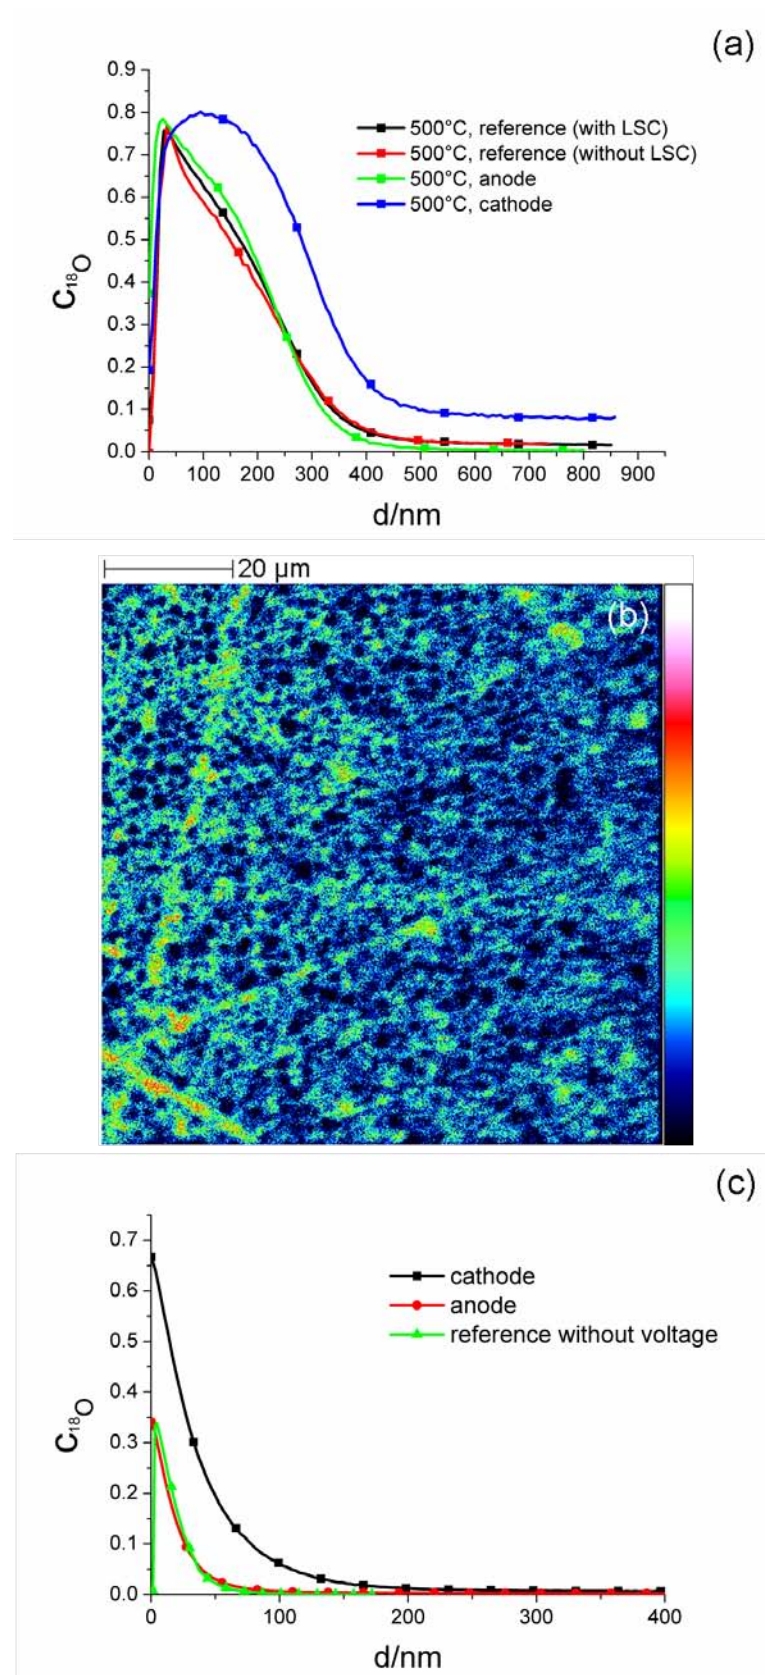 (a)
0.9
0.8
0.7
0.6
0.5
0.4
0.3
0.2
0.1
0.0
C18O
500°C, reference (with LSC)
500°C, reference (without LSC)
500°C, anode
500°C, cathode
0 100 200 300 400 500 600 700 800 900
d/nm
20 µm
(b)
(c)
0.7
0.6
0.5
0.4
0.3
0.2
0.1
0.0
C18O
cathode
anode
reference without voltage
0 100 200 300 400
d/nm